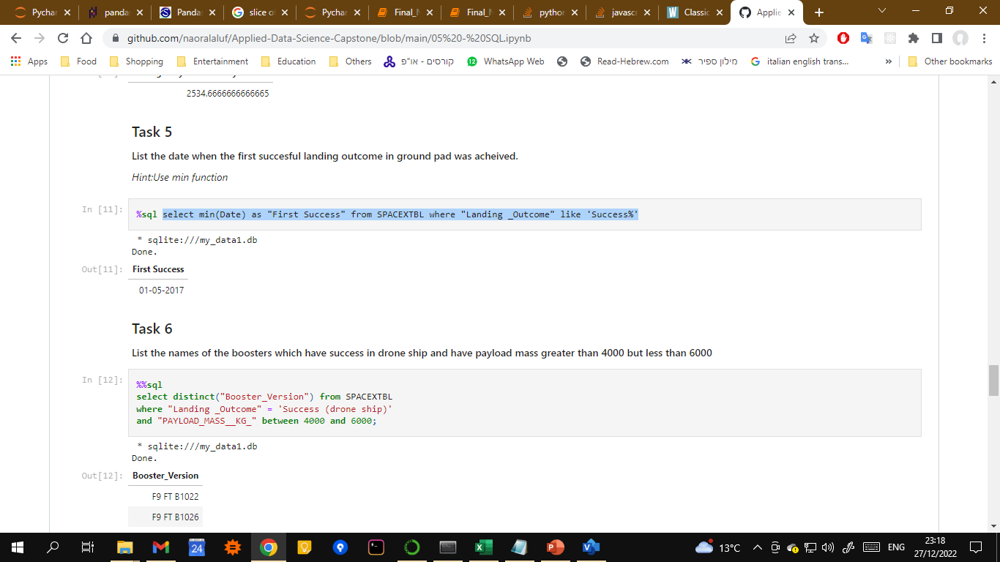 Pychar
panda
Panda
slice o
Pychar
Final_N
Final_N
python
javascr
Classic
Applie
github.com/naoralaluf/Applied-Data-Science-Capstone/blob/main/05%20-%20SQL.ipynb
Apps
Food
Shopping
Entertainment
Education
Others
קורסים - או"פ
12
WhatsApp Web
Read-Hebrew.com
מילון ספיר
italian english trans...
»
Other bookmarks
2534.6666666666665
Task 5
List the date when the first succesful landing outcome in ground pad was acheived.
Hint:Use min function
In [11]:
%sql select min(Date) as "First Success" from SPACEXTBL where "Landing _Outcome" like 'Success%'
* sqlite:///my_data1.db
Done.
Out[11]:
First Success
01-05-2017
Task 6
List the names of the boosters which have success in drone ship and have payload mass greater than 4000 but less than 6000
In [12]:
%%sql
select distinct("Booster_Version") from SPACEXTBL
where "Landing _Outcome" = 'Success (drone ship)'
and "PAYLOAD_MASS__KG_" between 4000 and 6000;
* sqlite:///my_data1.db
Done.
Out[12]:
Booster_Version
F9 FT B1022
F9 FT B1026
24
13°C
ENG
23:18
27/12/2022